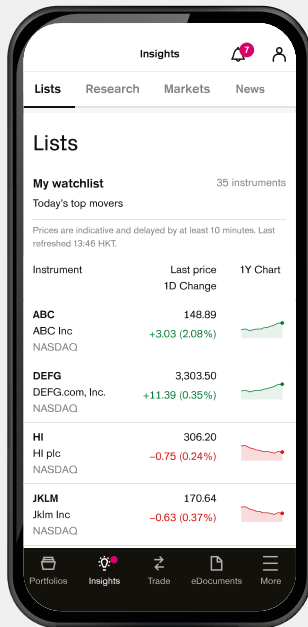 Insights
7
Lists Research Markets News
Lists
My watchlist 35 instruments
Today's top movers
Prices are indicative and delayed by at least 10 minutes. Last
refreshed 13:46 HKT.
Instrument Last price 1Y Chart
1D Change
ABC 148.89
ABC Inc +3.03 (2.08%)
NASDAQ
DEFG 3,303.50
DEFG.com, Inc. +11.39 (0.35%)
NASDAQ
HI 306.20
HI plc −0.75 (0.24%)
NASDAQ
JKLM 170.64
Jklm Inc −0.63 (0.37%)
NASDAQ
Portfolios Insights Trade eDocuments More